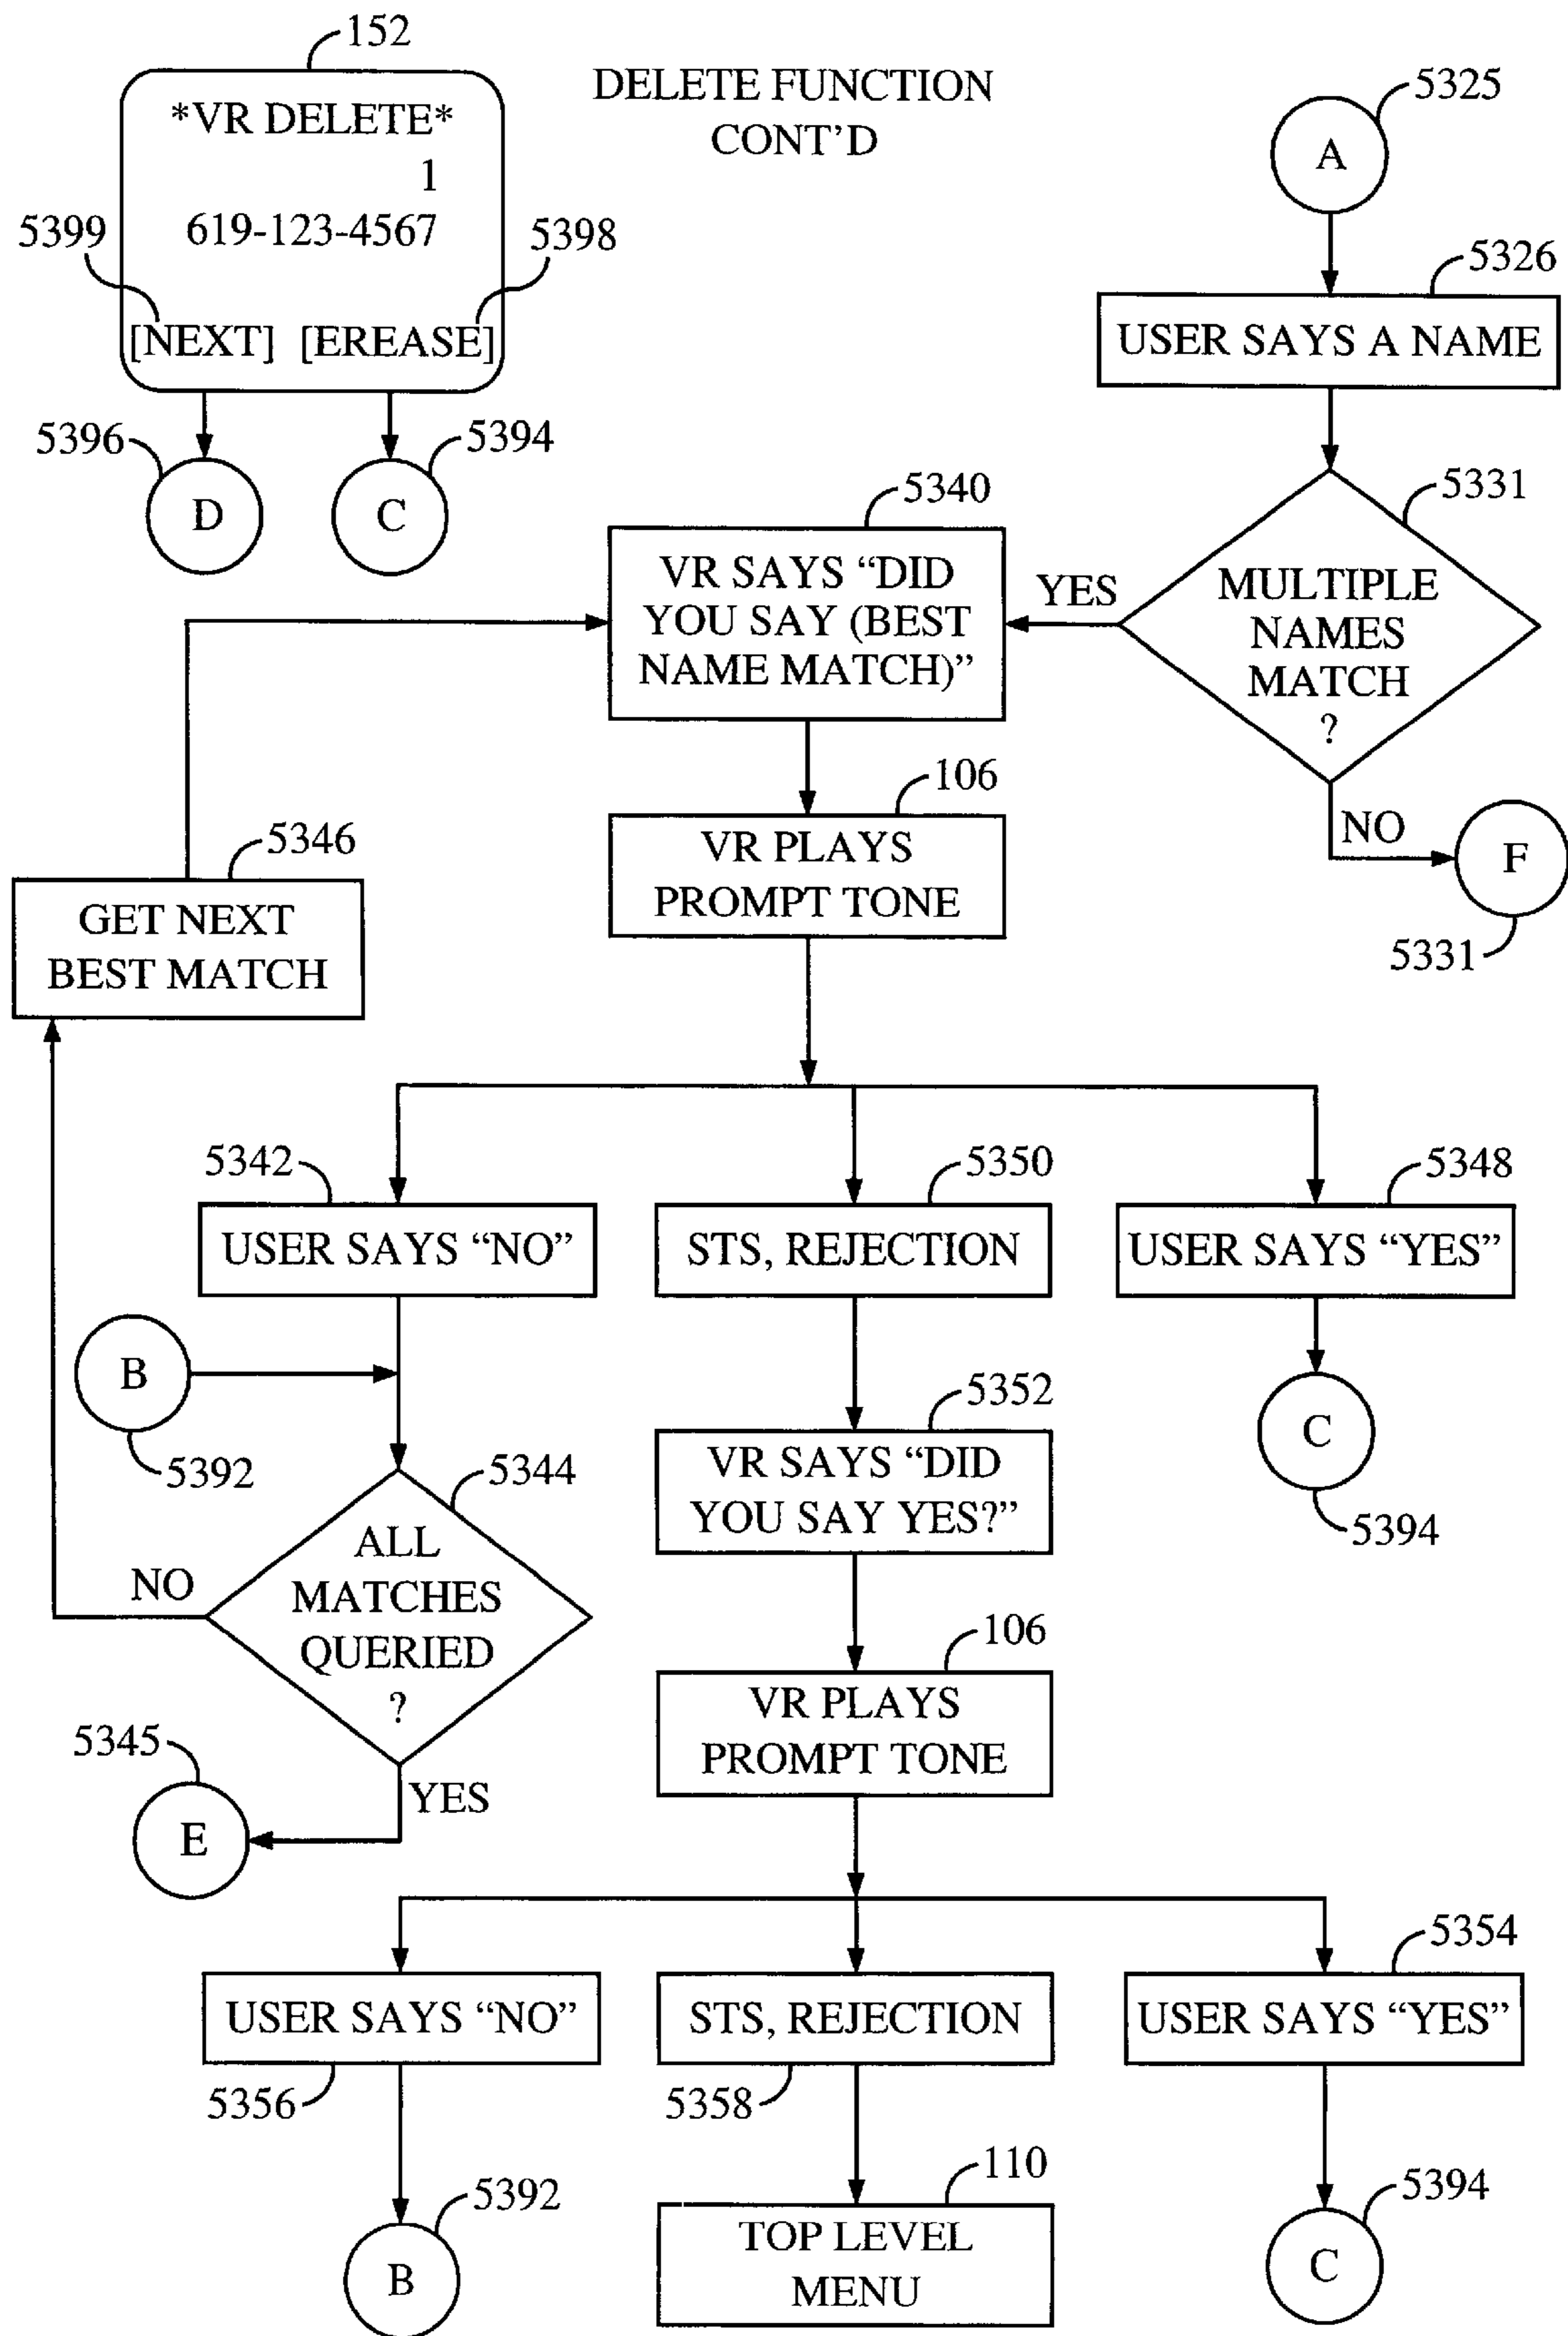 152
DELETE FUNCTION
CONT'D
*VR DELETE*
1
619-123-4567
[NEXT] [EREASE]
5399
5398
5396
D
5394
C
5325
A
5326
USER SAYS A NAME
5331
MULTIPLE
NAMES
MATCH
?
YES
NO
F
5331
5340
VR SAYS “DID
YOU SAY (BEST
NAME MATCH)”
106
VR PLAYS
PROMPT TONE
5346
GET NEXT
BEST MATCH
5342
USER SAYS “NO”
5350
STS, REJECTION
5348
USER SAYS “YES”
B
5392
C
5394
5352
VR SAYS “DID
YOU SAY YES?”
5344
ALL
MATCHES
QUERIED
?
NO
YES
5345
E
106
VR PLAYS
PROMPT TONE
5354
USER SAYS “NO”
STS, REJECTION
USER SAYS “YES”
5356
5358
5392
B
110
TOP LEVEL
MENU
5394
C